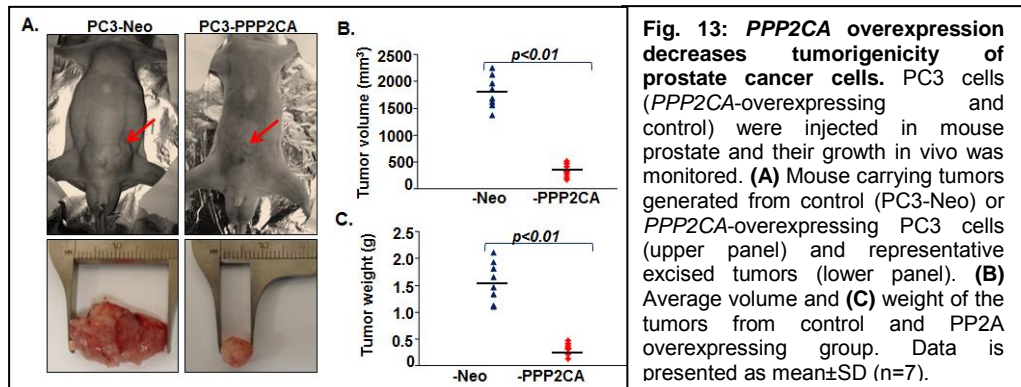 A.
PC3-Neo
PC3-PPP2CA
B.
Tumor volume (mm³)
2500
2000
1500
1000
500
0
p<0.01
-Neo
-PPP2CA
C.
Tumor weight (g)
2.5
2.0
1.5
1.0
0.5
0
p<0.01
-Neo
-PPP2CA
Fig. 13: PPP2CA overexpression
decreases tumorigenicity of
prostate cancer cells. PC3 cells
(PPP2CA-overexpressing and
control) were injected in mouse
prostate and their growth in vivo was
monitored. (A) Mouse carrying tumors
generated from control (PC3-Neo) or
PPP2CA-overexpressing PC3 cells
(upper panel) and representative
excised tumors (lower panel). (B)
Average volume and (C) weight of the
tumors from control and PP2A
overexpressing group. Data is
presented as mean±SD (n=7).